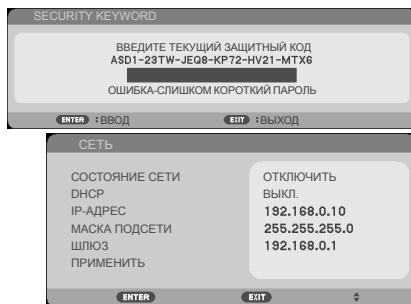 SECURITY KEYWORD
ВВЕДИТЕ ТЕКУЩИЙ ЗАЩИТНЫЙ КОД
ASD1-23TW-JEQ8-KP72-HV21-MTX6
ОШИБКА-СЛИШКОМ КОРОТКИЙ ПАРОЛЬ
ENTER :ВВОД EXIT :ВЫХОД
СЕТЬ
СОСТОЯНИЕ СЕТИ ОТКЛЮЧИТЬ
DHCP ВЫКЛ.
IP-АДРЕС 192.168.0.10
МАСКА ПОДСЕТИ 255.255.255.0
ШЛЮЗ 192.168.0.1
ПРИМЕНИТЬ
ENTER EXIT